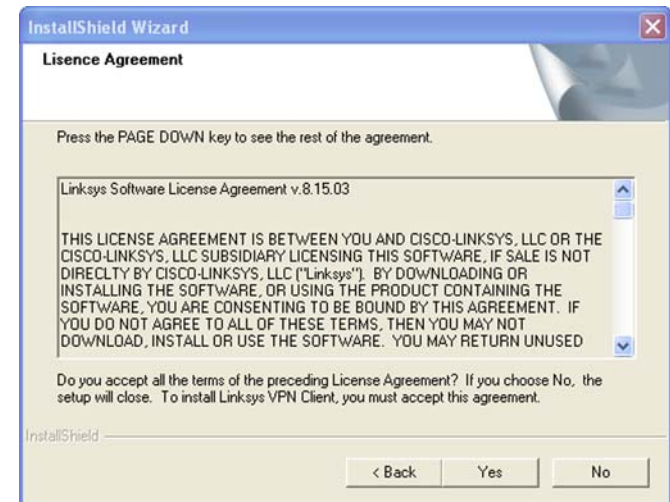 InstallShield Wizard
Lisence Agreement
Press the PAGE DOWN key to see the rest of the agreement.
Linksys Software License Agreement v.8.15.03
THIS LICENSE AGREEMENT IS BETWEEN YOU AND CISCO-LINKSYS, LLC OR THE
CISCO-LINKSYS, LLC SUBSIDIARY LICENSING THIS SOFTWARE, IF SALE IS NOT
DIRECLTY BY CISCO-LINKSYS, LLC ("Linksys"). BY DOWNLOADING OR
INSTALLING THE SOFTWARE, OR USING THE PRODUCT CONTAINING THE
SOFTWARE, YOU ARE CONSENTING TO BE BOUND BY THIS AGREEMENT. IF
YOU DO NOT AGREE TO ALL OF THESE TERMS, THEN YOU MAY NOT
DOWNLOAD, INSTALL OR USE THE SOFTWARE. YOU MAY RETURN UNUSED
Do you accept all the terms of the preceding License Agreement? If you choose No, the
setup will close. To install Linksys VPN Client, you must accept this agreement.
InstallShield
< Back Yes No